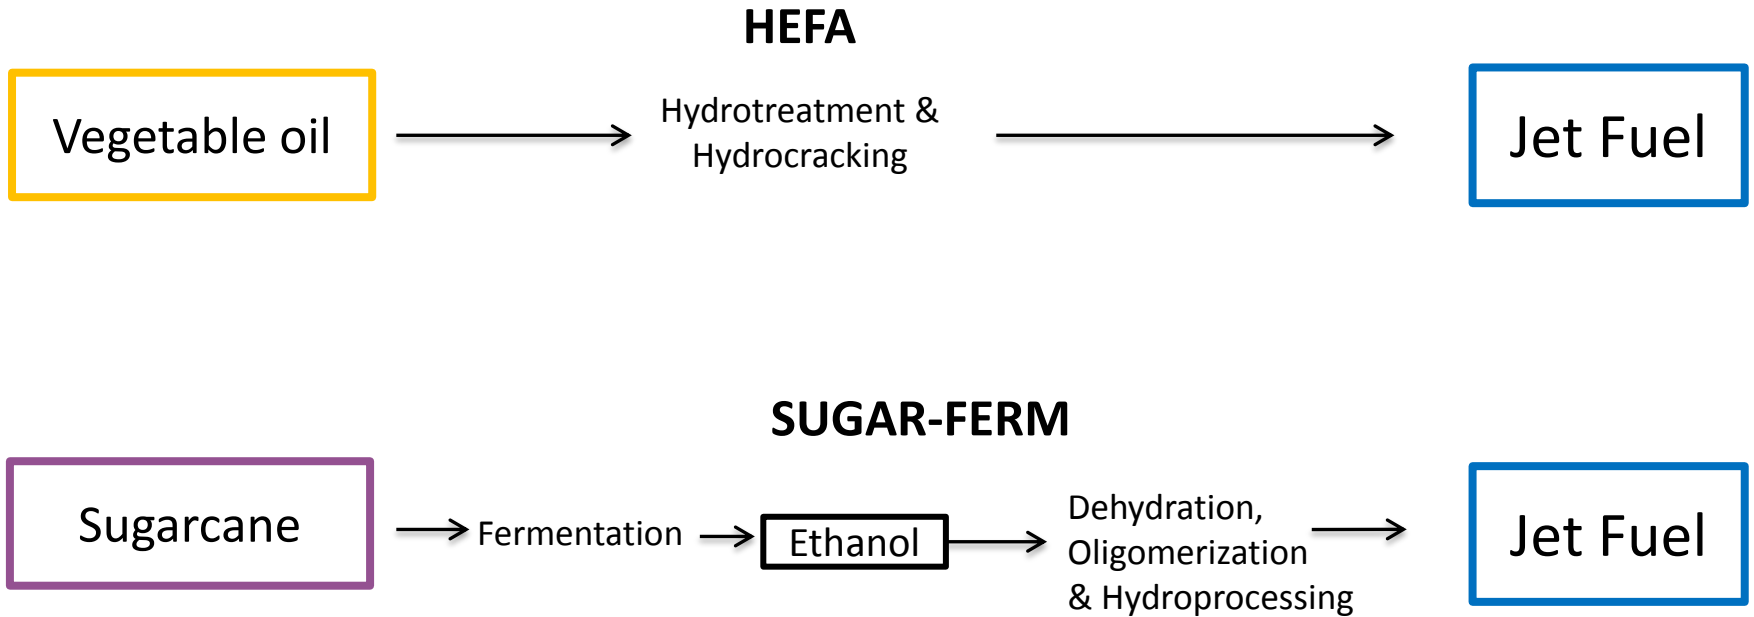 HEFA
Vegetable oil
Hydrotreatment &
Hydrocracking
Jet Fuel
SUGAR-FERM
Sugarcane
Fermentation
Ethanol
Dehydration,
Oligomerization
& Hydroprocessing
Jet Fuel